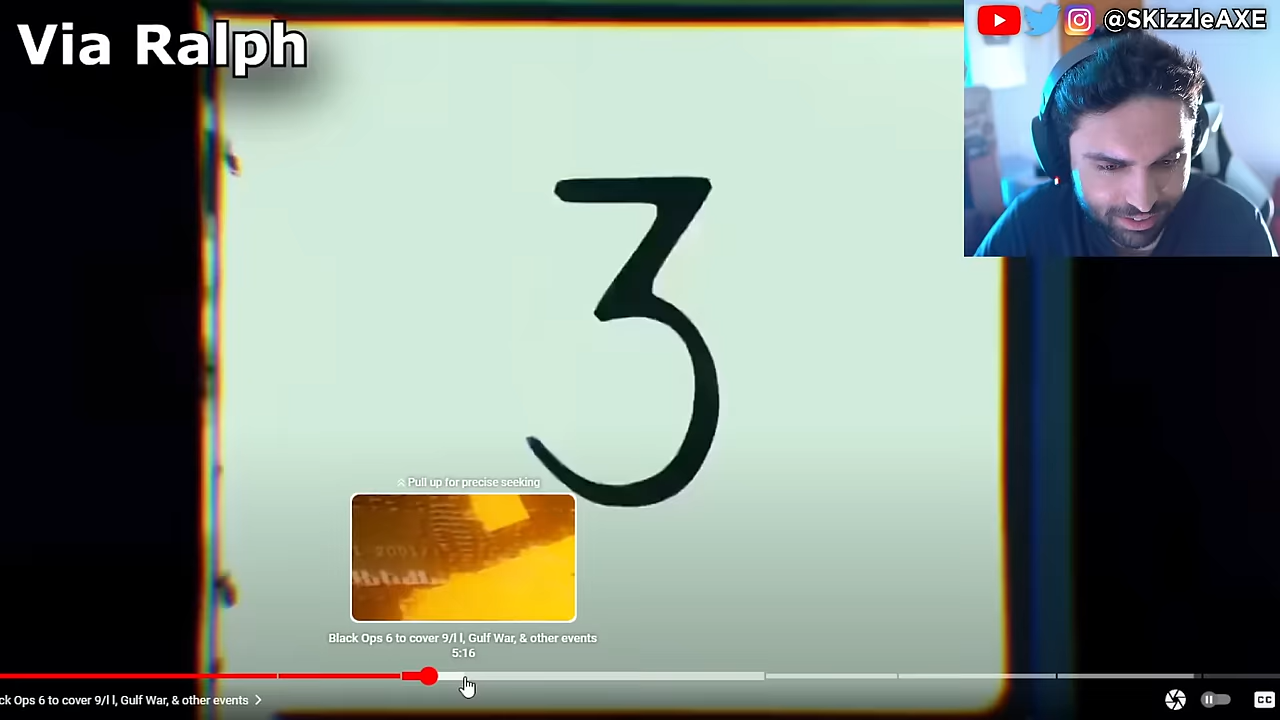 Via Ralph
@SKizzleAXE
3
Pull up for precise seeking
Black Ops 6 to cover 9/l l, Gulf War, & other events
5:16
ck Ops 6 to cover 9/l l, Gulf War, & other events
CC